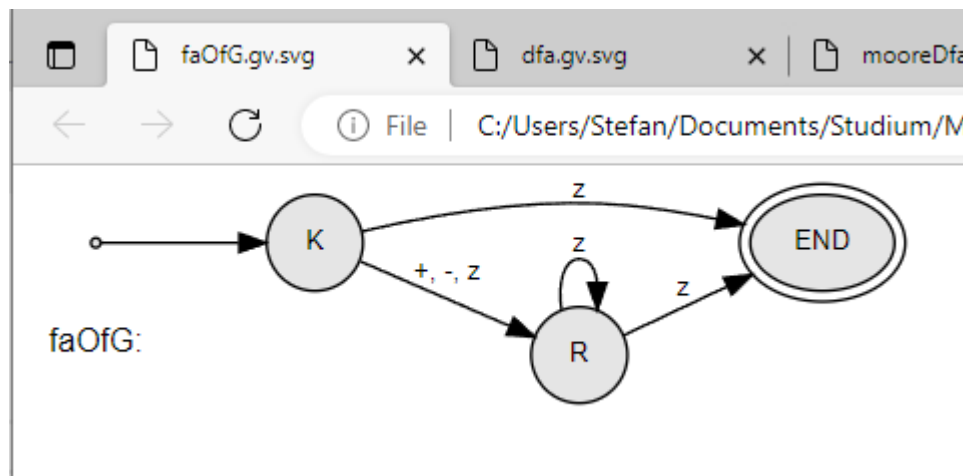 faOfG.gv.svg dfa.gv.svg mooreDfa
File C:/Users/Stefan/Documents/Studium/M
z
K END
z
+, -, z
z
R
faOfG: